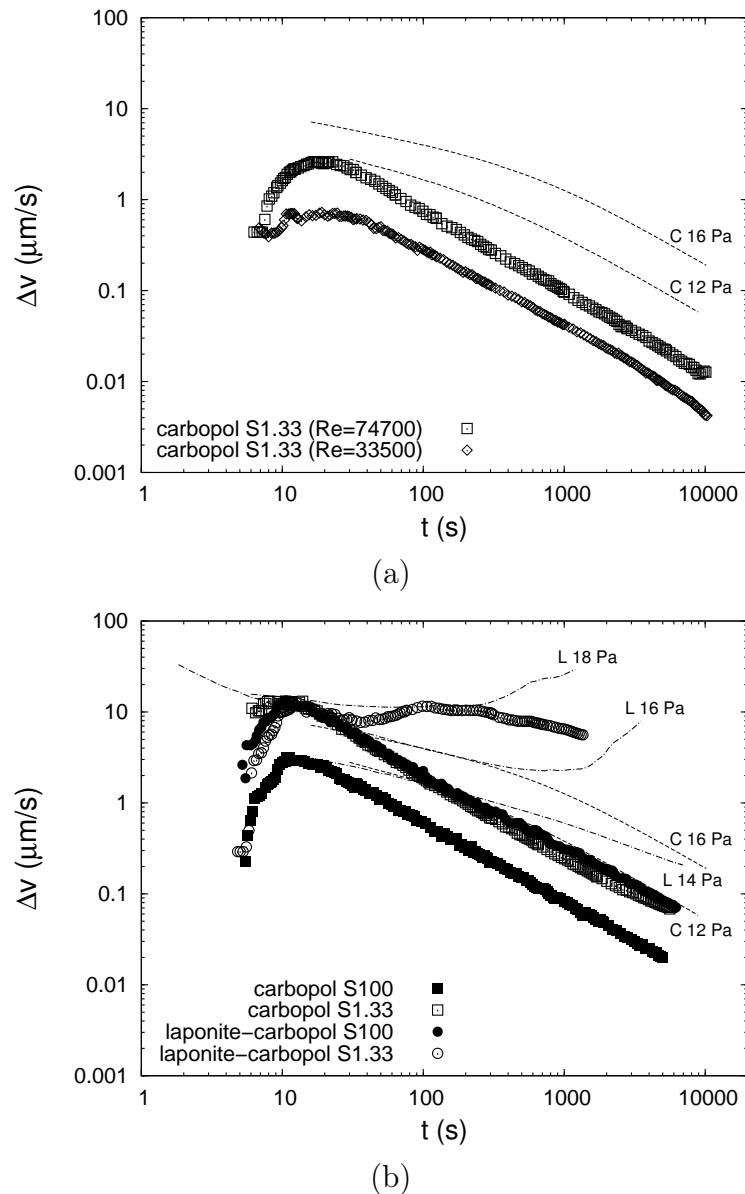 100
10
1
0.1
0.01
0.001
Δv (μm/s)
C 16 Pa
C 12 Pa
carbopol S1.33 (Re=74700)
carbopol S1.33 (Re=33500)
1 10 100 1000 10000
t (s)
(a)
100
10
1
0.1
0.01
0.001
Δv (μm/s)
L 18 Pa
L 16 Pa
C 16 Pa
L 14 Pa
C 12 Pa
carbopol S100
carbopol S1.33
laponite−carbopol S100
laponite−carbopol S1.33
1 10 100 1000 10000
t (s)
(b)